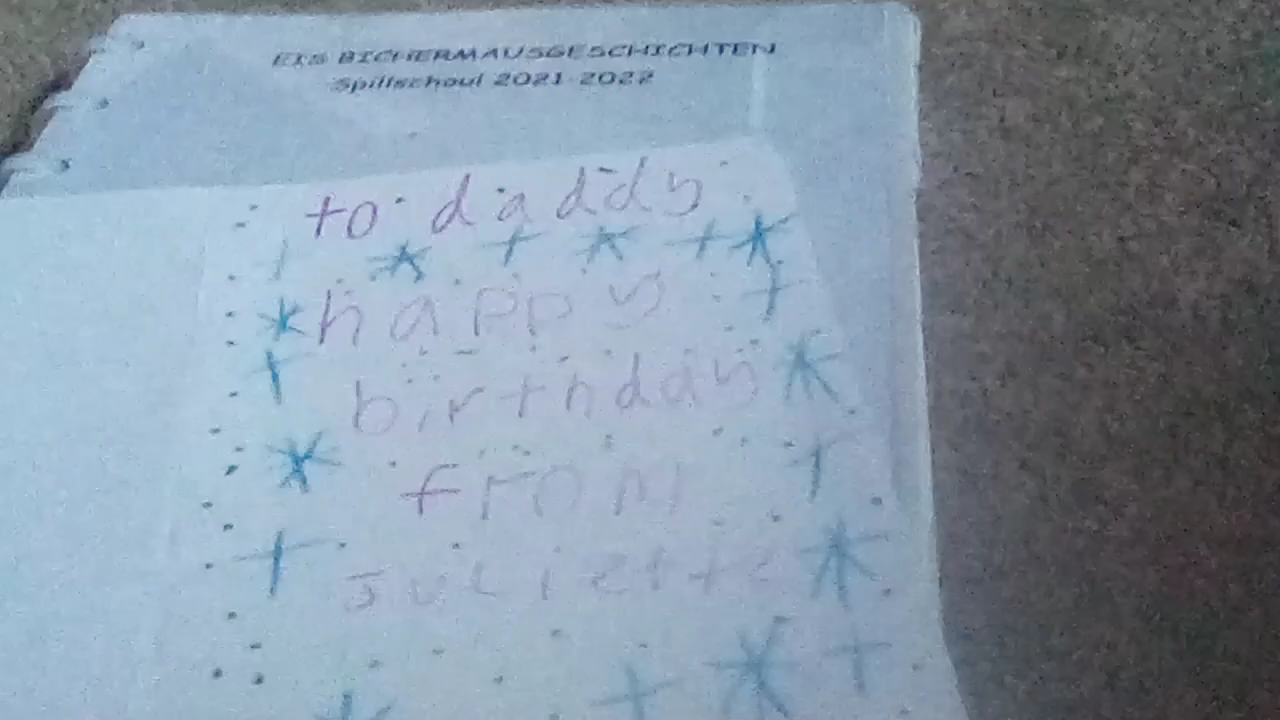 EIS BICHERMAUSGESCHICHTEN
Spillschoul 2021-2022
to daddy
happy
birthday
from
Juliette